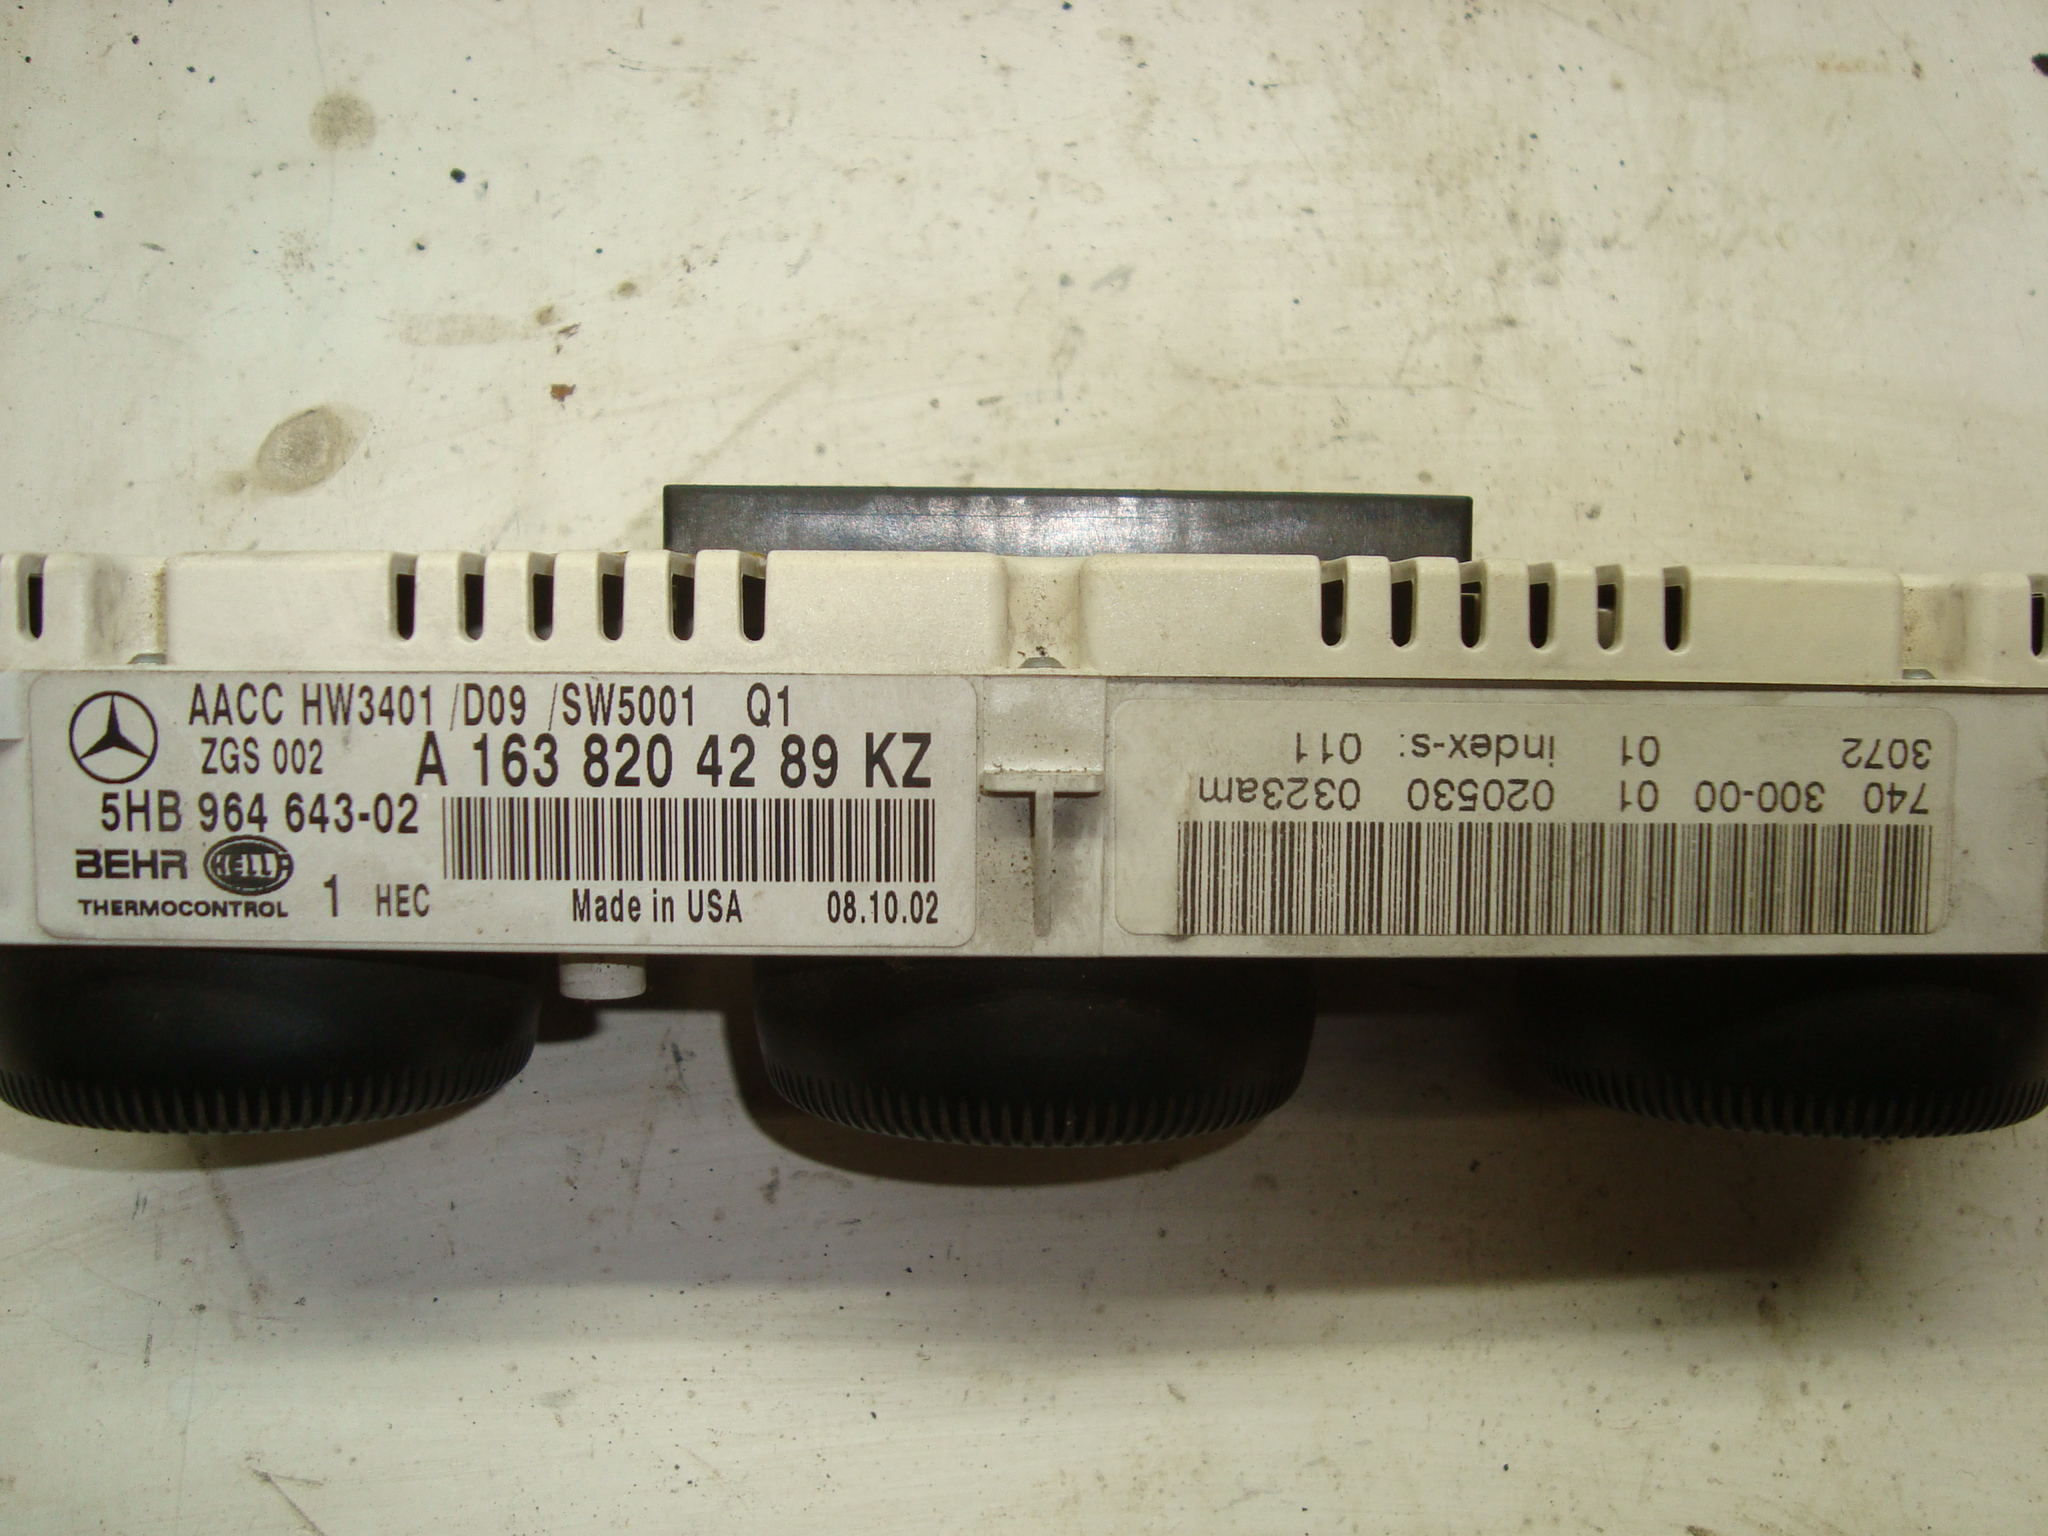 AACC HW3401 /D09 /SW5001 Q1
ZGS 002 A 163 820 42 89 KZ
5HB 964 643-02
BEHR HELLA
THERMOCONTROL 1 HEC Made in USA 08.10.02
740 300-00 01 020530 0323am
3072 01 index-s: 011